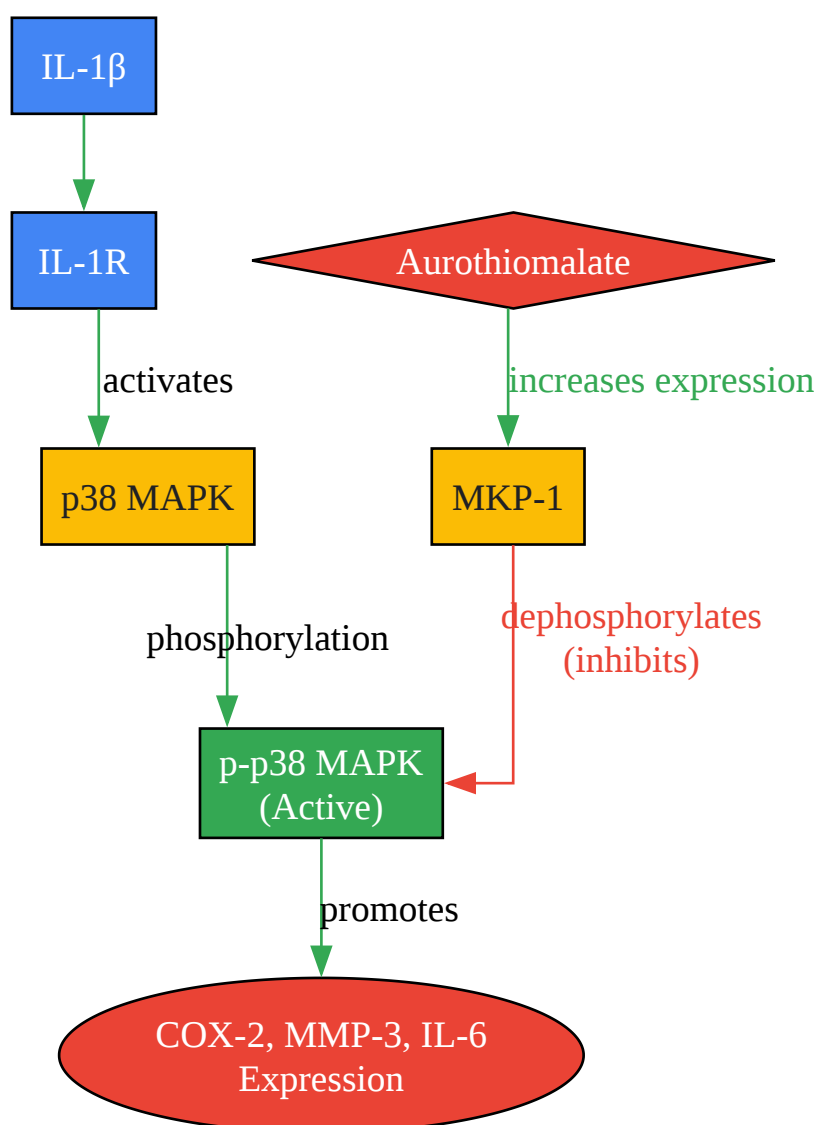 IL-1β
IL-1R
Aurothiomalate
activates
increases expression
p38 MAPK
MKP-1
phosphorylation
dephosphorylates
(inhibits)
p-p38 MAPK
(Active)
promotes
COX-2, MMP-3, IL-6
Expression